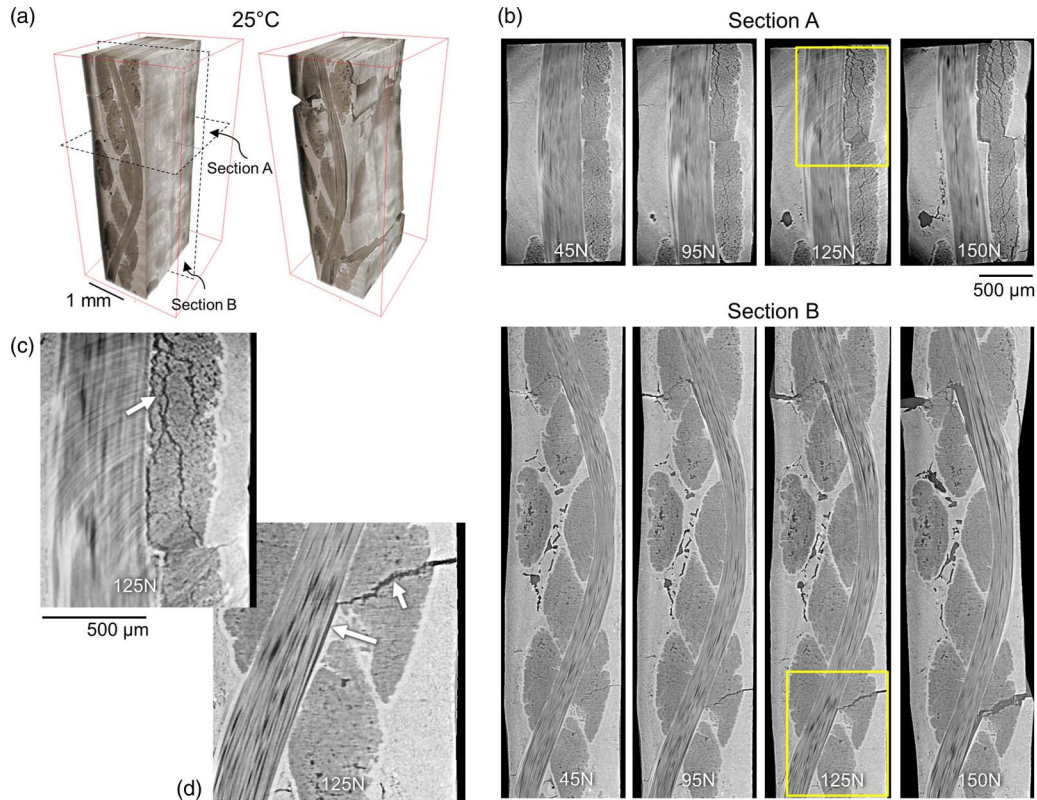 (a)
25°C
Section A
Section B
1 mm
(b)
Section A
45N
95N
125N
150N
500 µm
Section B
45N
95N
125N
150N
(c)
125N
500 µm
(d)
125N